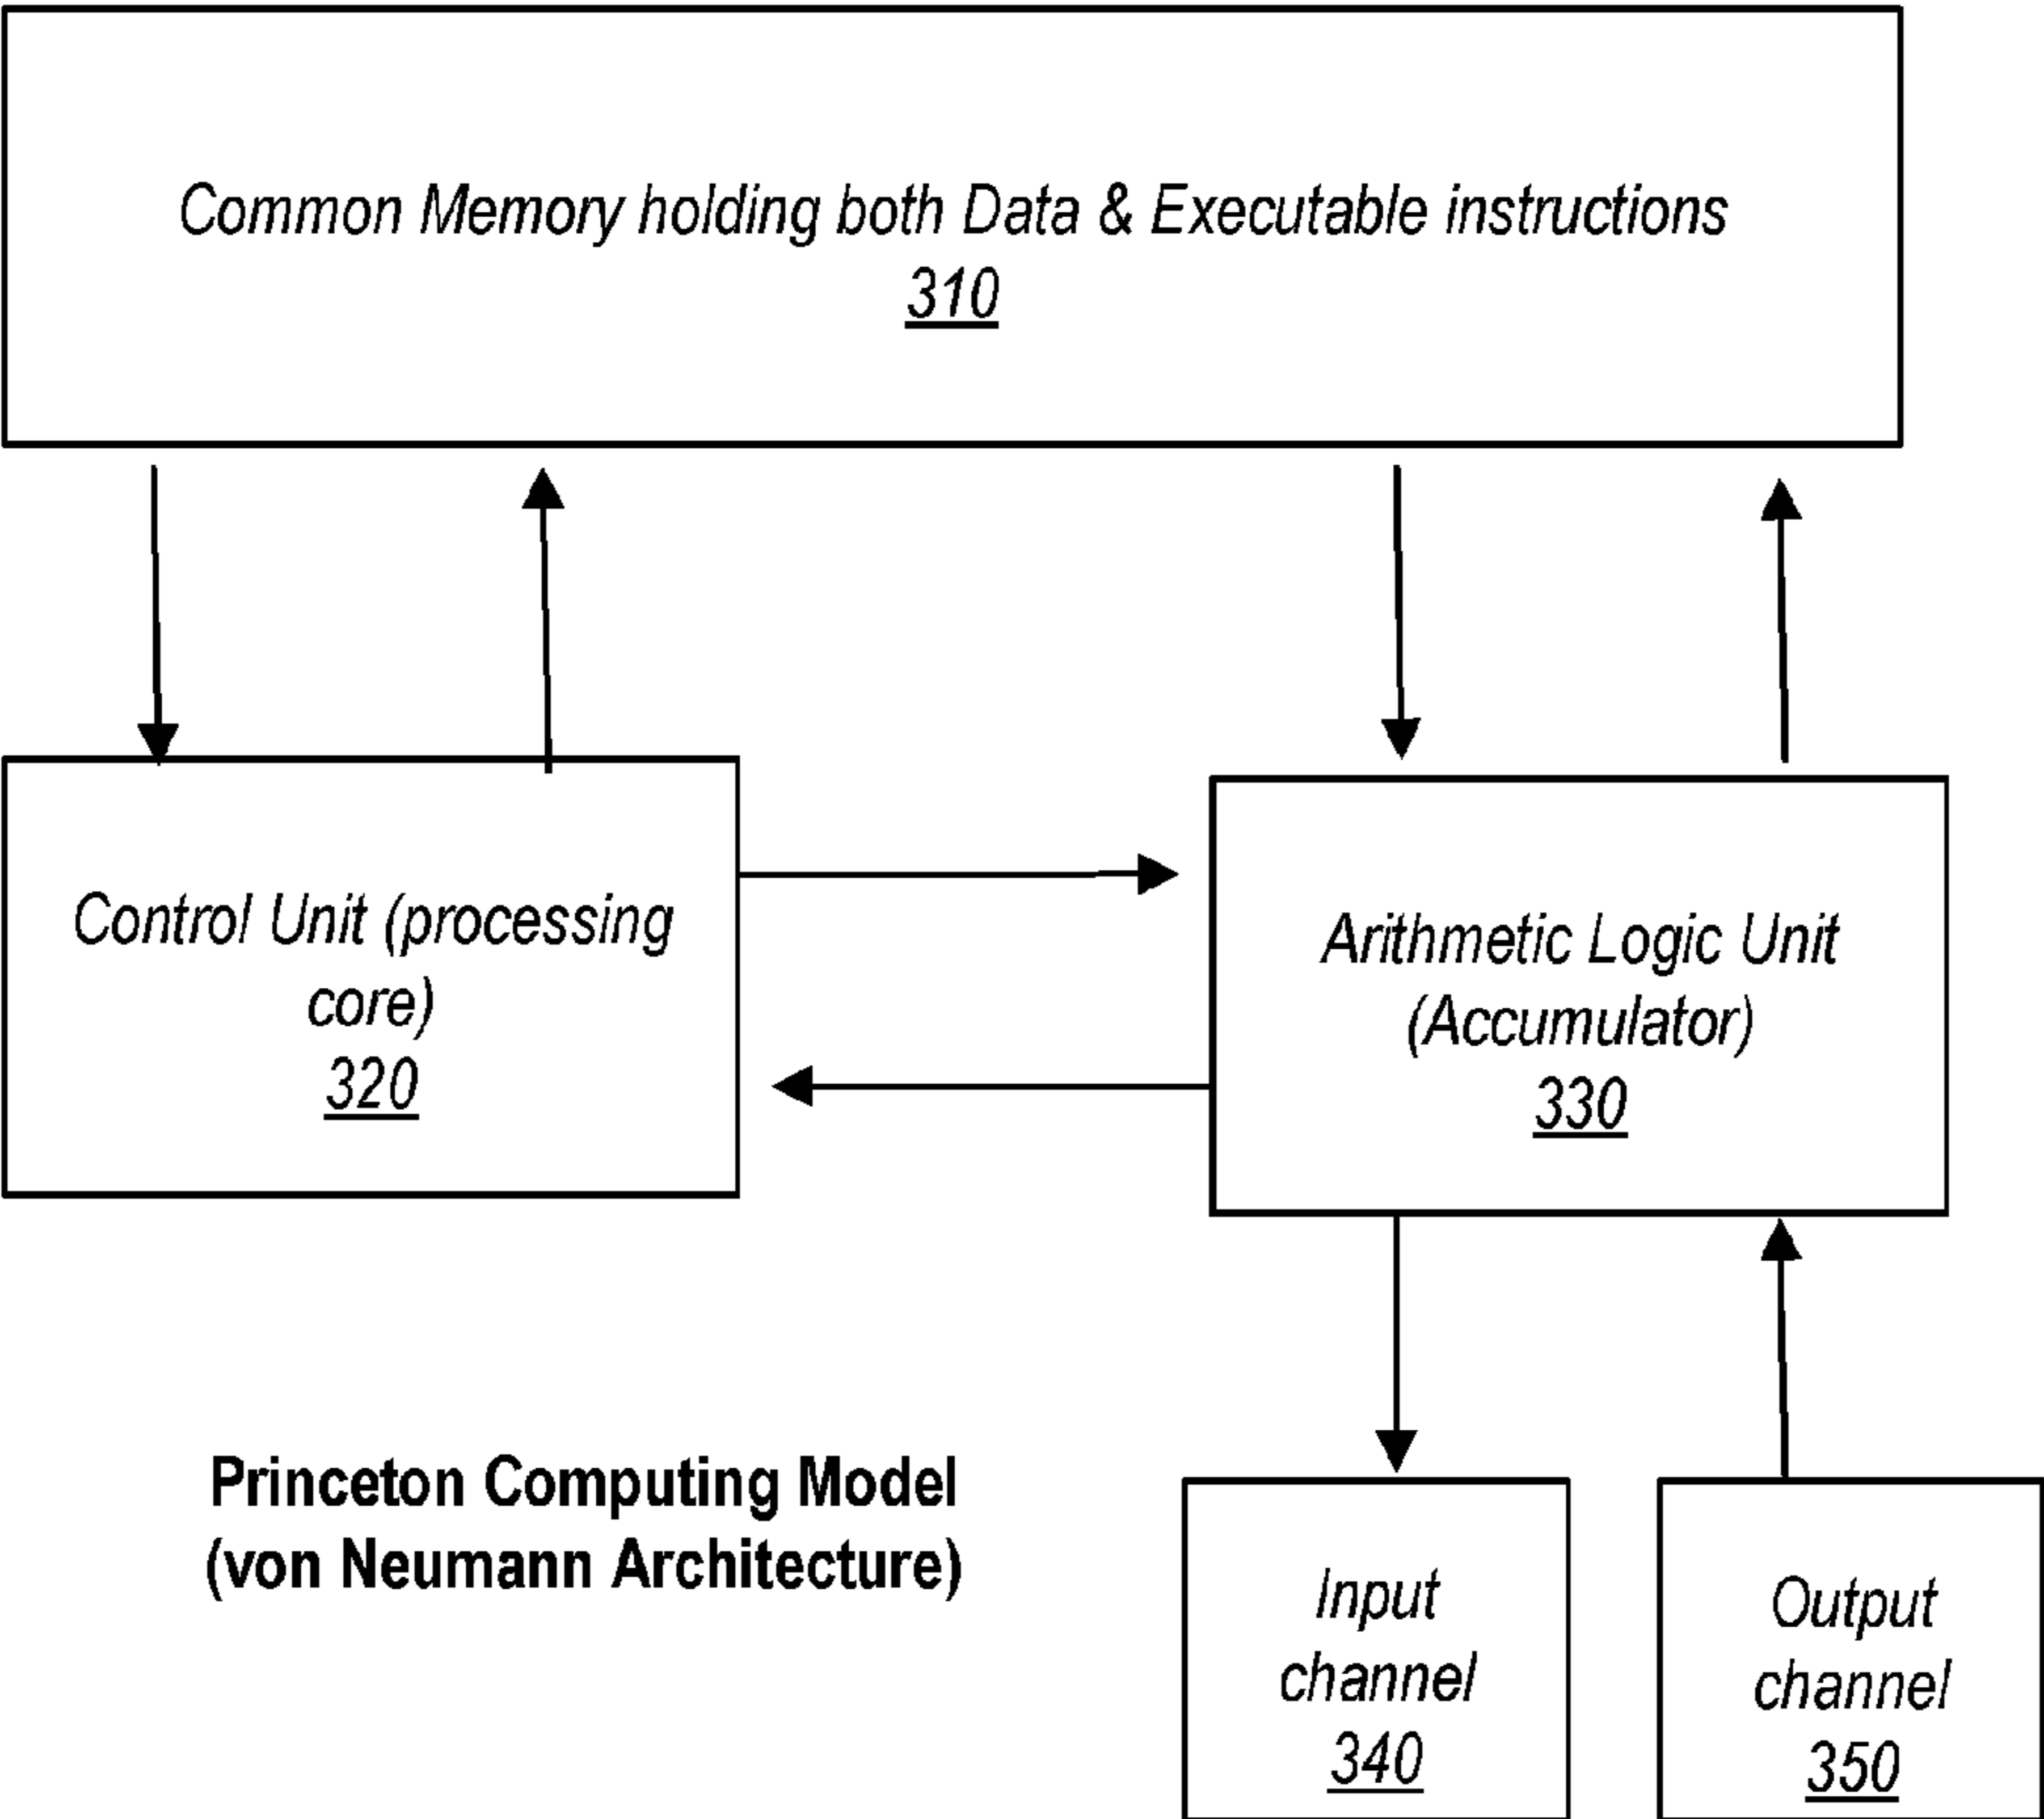 Common Memory holding both Data & Executable instructions
310
Control Unit (processing
core)
320
Arithmetic Logic Unit
(Accumulator)
330
Princeton Computing Model
(von Neumann Architecture)
Input
channel
340
Output
channel
350